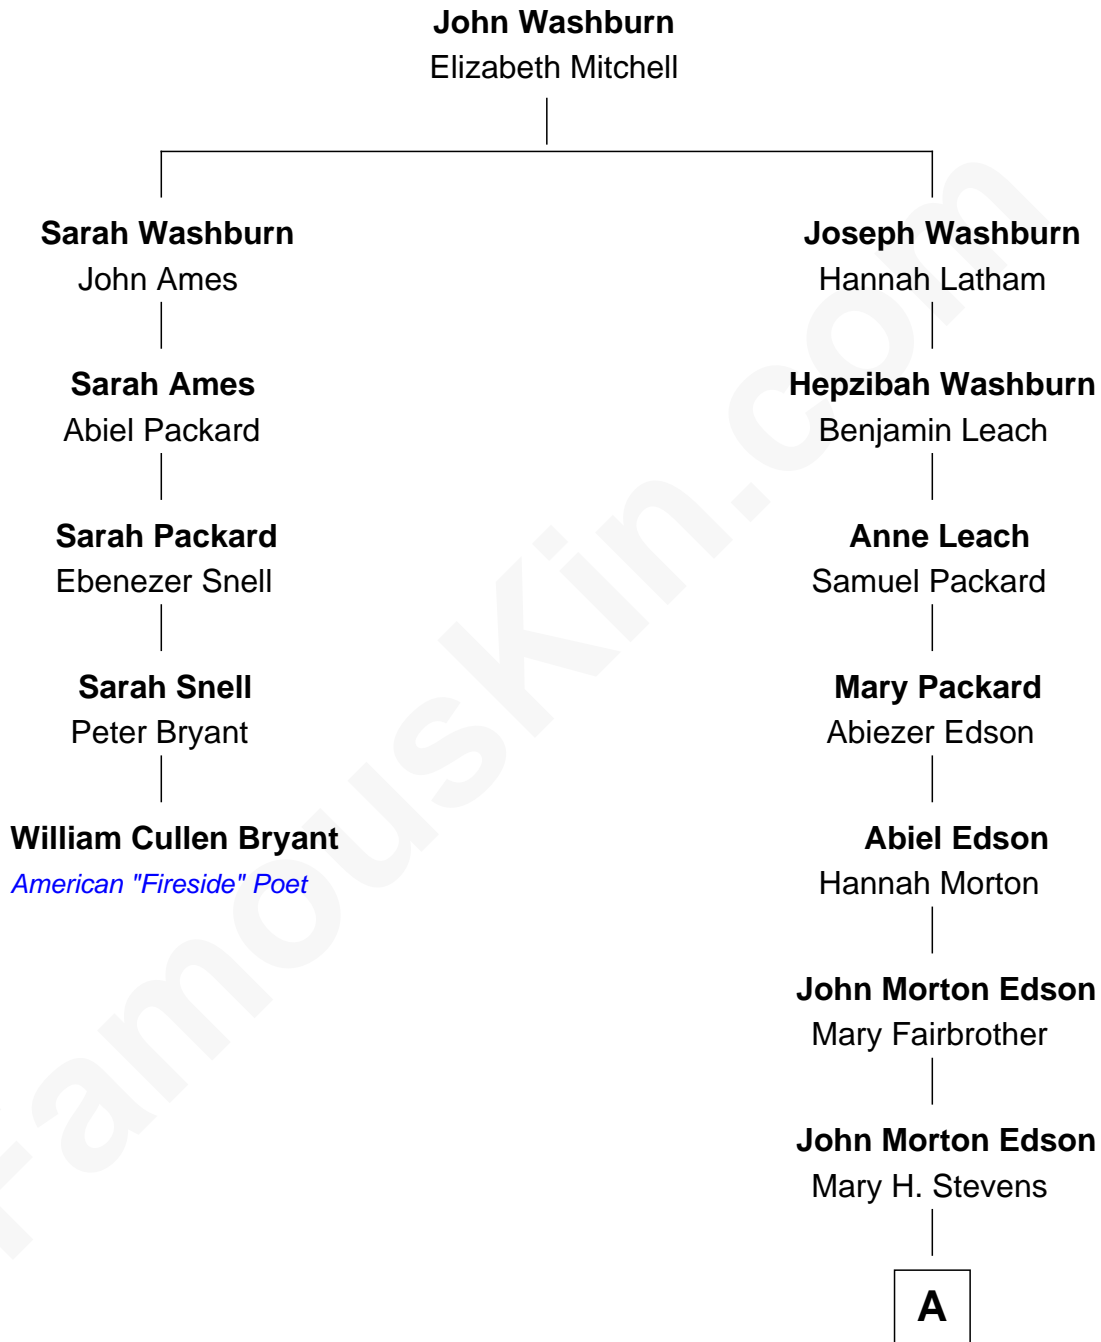 John Washburn
Elizabeth Mitchell
Sarah Washburn
John Ames
Sarah Ames
Abiel Packard
Sarah Packard
Ebenezer Snell
Sarah Snell
Peter Bryant
William Cullen Bryant
American "Fireside" Poet
Joseph Washburn
Hannah Latham
Hepzibah Washburn
Benjamin Leach
Anne Leach
Samuel Packard
Mary Packard
Abiezer Edson
Abiel Edson
Hannah Morton
John Morton Edson
Mary Fairbrother
John Morton Edson
Mary H. Stevens
A
FamousKin.com